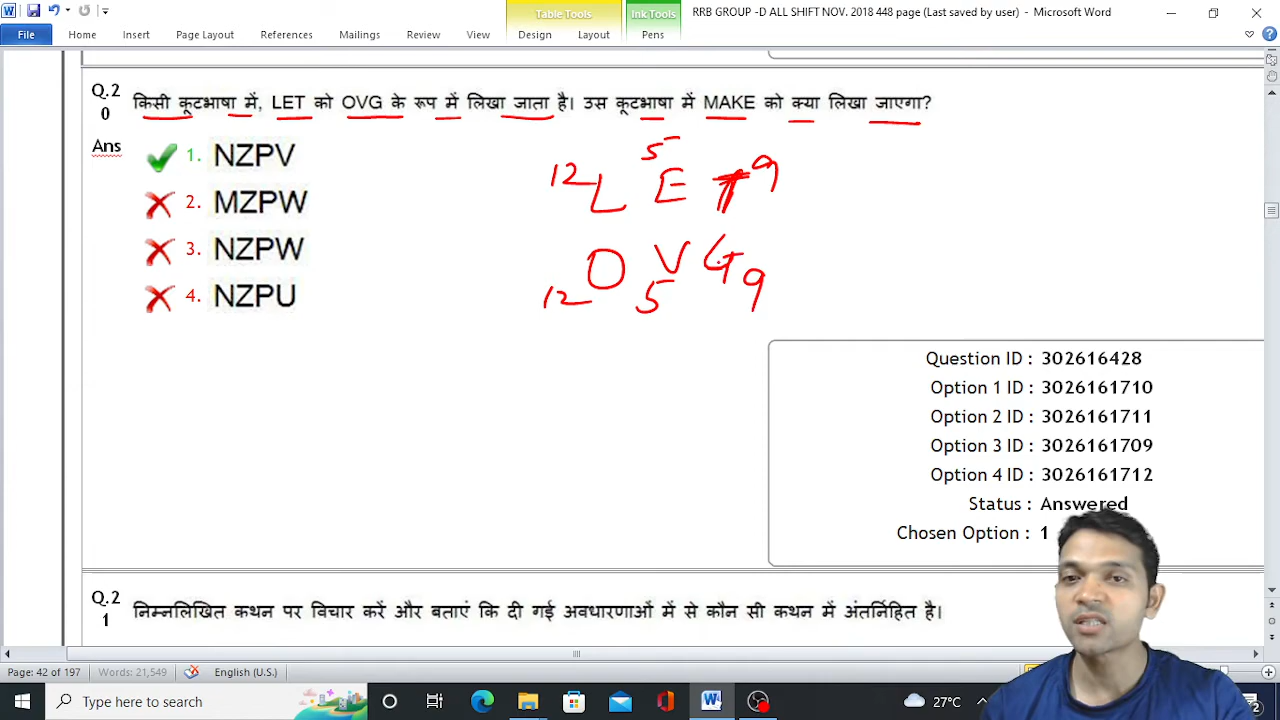 Table Tools
Ink Tools
RRB GROUP -D ALL SHIFT NOV. 2018 448 page (Last saved by user) - Microsoft Word
File Home Insert Page Layout References Mailings Review View Design Layout Pens
Q.2
0
किसी कूटभाषा में, LET को OVG के रूप में लिखा जाता है। उस कूटभाषा में MAKE को क्या लिखा जाएगा?
Ans
1. NZPV
2. MZPW
3. NZPW
4. NZPU
12 L 5 E T 9
O V G
12 5 9
Question ID : 302616428
Option 1 ID : 3026161710
Option 2 ID : 3026161711
Option 3 ID : 3026161709
Option 4 ID : 3026161712
Status : Answered
Chosen Option : 1
Q.2
1
निम्नलिखित कथन पर विचार करें और बताएं कि दी गई अवधारणाओं में से कौन सी कथन में अंतर्निहित है।
Page: 42 of 197 Words: 21,549 English (U.S.)
Type here to search
27°C